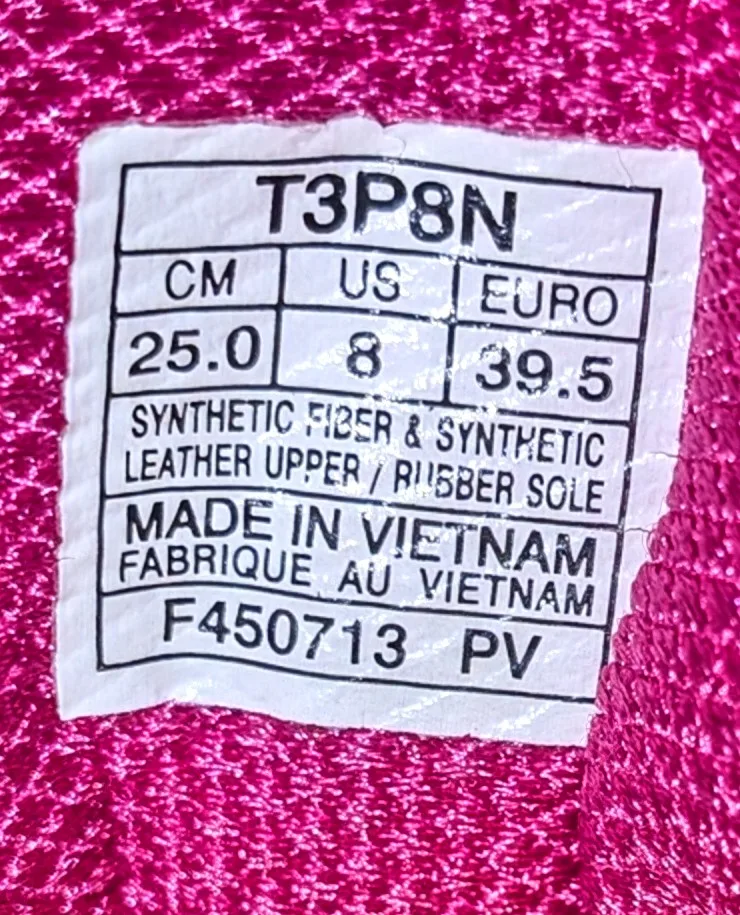 T3P8N
CM US EURO
25.0 8 39.5
SYNTHETIC FIBER & SYNTHETIC
LEATHER UPPER / RUBBER SOLE
MADE IN VIETNAM
FABRIQUE AU VIETNAM
F450713 PV